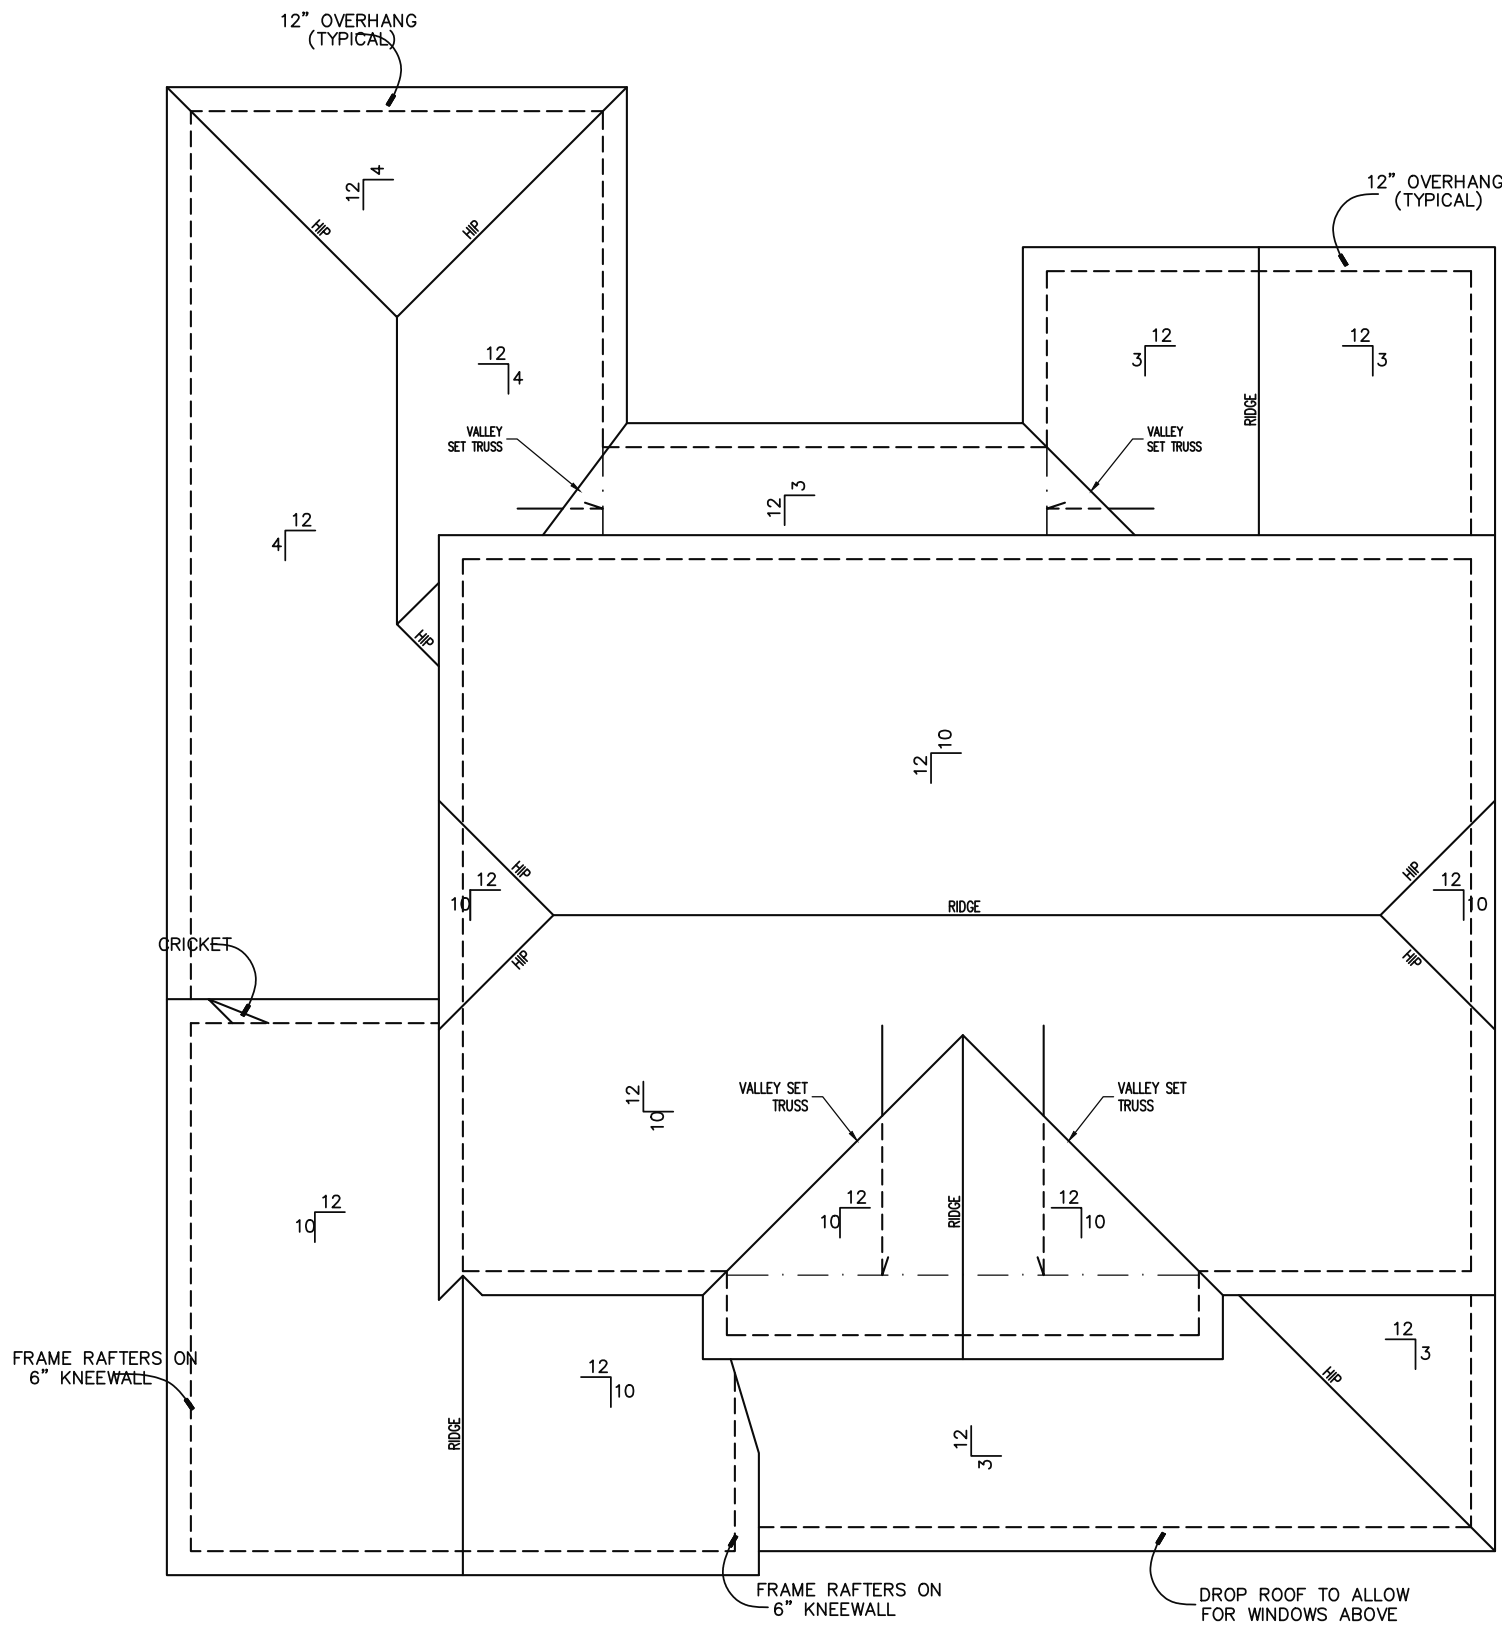 12” OVERHANG
(TYPICAL)
12
4
HIP
HIP
12” OVERHANG
(TYPICAL)
12
4
12
3
12
3
RIDGE
VALLEY
SET TRUSS
VALLEY
SET TRUSS
12
3
12
4
HIP
12
10
HIP
HIP
12
10
12
10
RIDGE
HIP
HIP
CRICKET
12
10
VALLEY SET
TRUSS
VALLEY SET
TRUSS
12
10
12
10
12
10
RIDGE
12
3
FRAME RAFTERS ON
6” KNEEWALL
12
10
HIP
RIDGE
12
3
FRAME RAFTERS ON
6” KNEEWALL
DROP ROOF TO ALLOW
FOR WINDOWS ABOVE